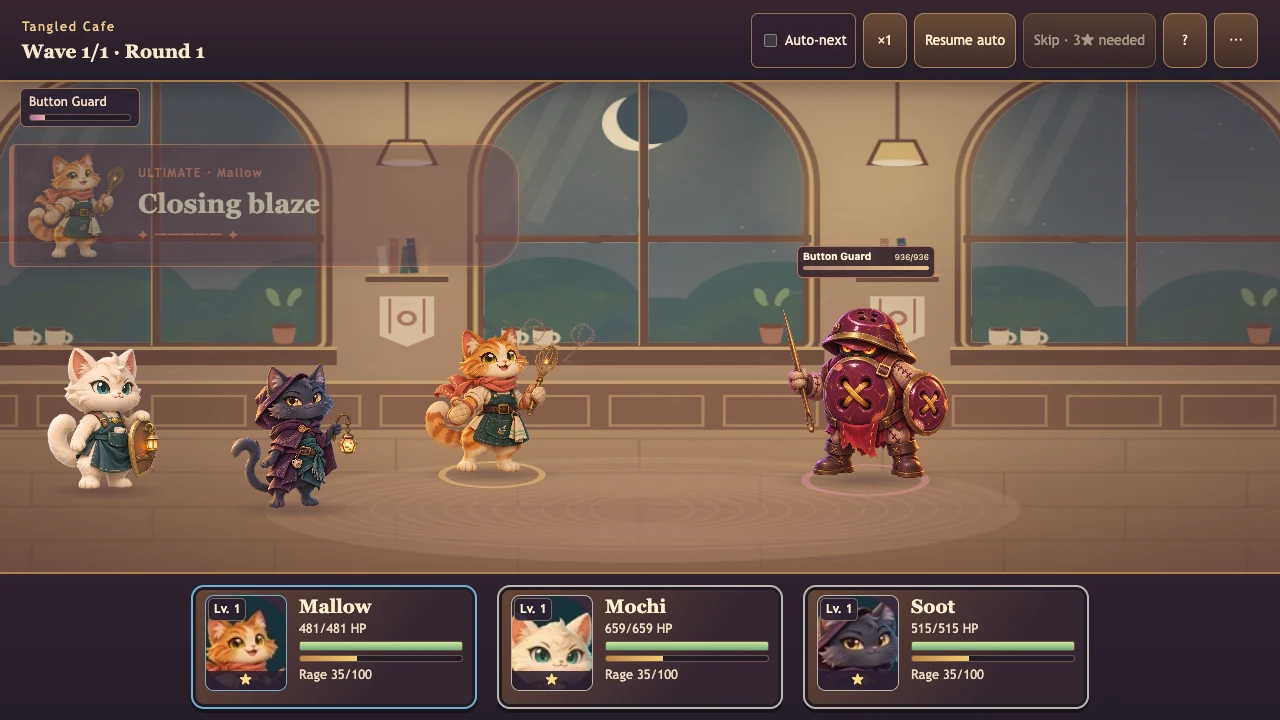 Tangled Cafe
Wave 1/1 · Round 1
Auto-next
×1
Resume auto
Skip · 3★ needed
?
···
Button Guard
ULTIMATE · Mallow
Closing blaze
Button Guard 936/936
Lv. 1
Mallow
481/481 HP
Rage 35/100
Lv. 1
Mochi
659/659 HP
Rage 35/100
Lv. 1
Soot
515/515 HP
Rage 35/100